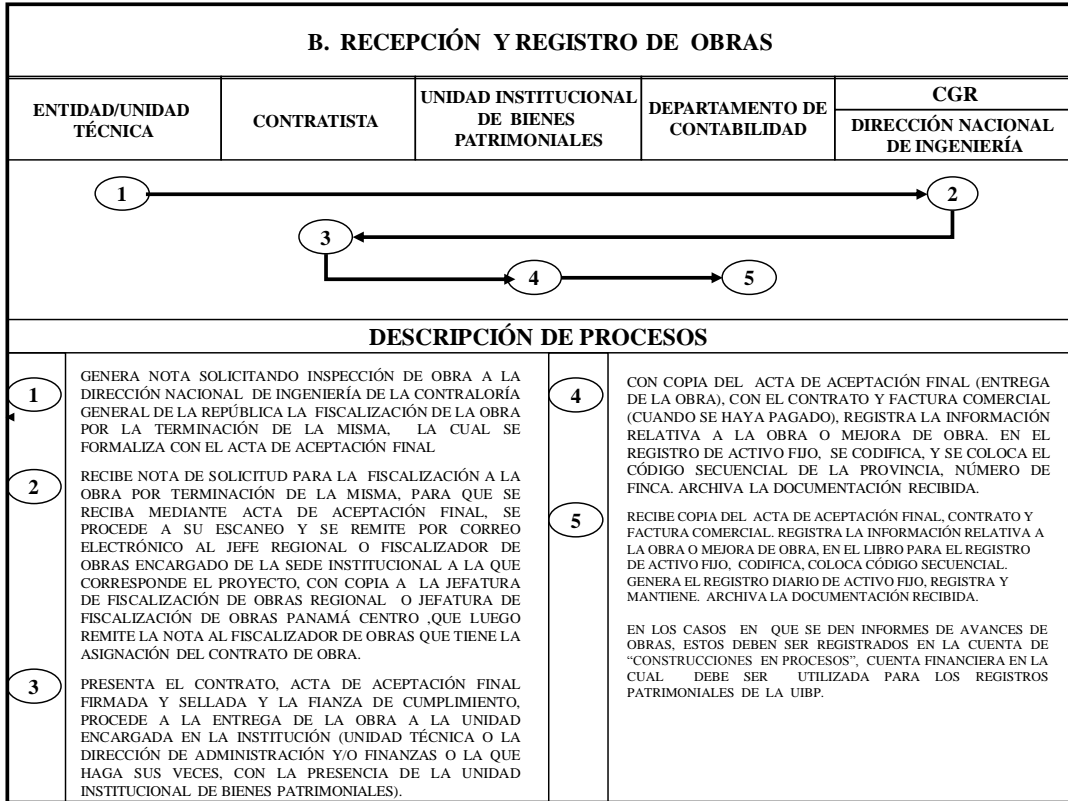 B. RECEPCIÓN Y REGISTRO DE OBRAS
ENTIDAD/UNIDAD
TÉCNICA
CONTRATISTA
UNIDAD INSTITUCIONAL
DE BIENES
PATRIMONIALES
DEPARTAMENTO DE
CONTABILIDAD
CGR
DIRECCIÓN NACIONAL
DE INGENIERÍA
1
2
3
4
5
DESCRIPCIÓN DE PROCESOS
1
GENERA NOTA SOLICITANDO INSPECCIÓN DE OBRA A LA
DIRECCIÓN NACIONAL DE INGENIERÍA DE LA CONTRALORÍA
GENERAL DE LA REPÚBLICA LA FISCALIZACIÓN DE LA OBRA
POR LA TERMINACIÓN DE LA MISMA, LA CUAL SE
FORMALIZA CON EL ACTA DE ACEPTACIÓN FINAL
2
RECIBE NOTA DE SOLICITUD PARA LA FISCALIZACIÓN A LA
OBRA POR TERMINACIÓN DE LA MISMA, PARA QUE SE
RECIBA MEDIANTE ACTA DE ACEPTACIÓN FINAL, SE
PROCEDE A SU ESCANEO Y SE REMITE POR CORREO
ELECTRÓNICO AL JEFE REGIONAL O FISCALIZADOR DE
OBRAS ENCARGADO DE LA SEDE INSTITUCIONAL A LA QUE
CORRESPONDE EL PROYECTO, CON COPIA A LA JEFATURA
DE FISCALIZACIÓN DE OBRAS REGIONAL O JEFATURA DE
FISCALIZACIÓN DE OBRAS PANAMÁ CENTRO ,QUE LUEGO
REMITE LA NOTA AL FISCALIZADOR DE OBRAS QUE TIENE LA
ASIGNACIÓN DEL CONTRATO DE OBRA.
3
PRESENTA EL CONTRATO, ACTA DE ACEPTACIÓN FINAL
FIRMADA Y SELLADA Y LA FIANZA DE CUMPLIMIENTO,
PROCEDE A LA ENTREGA DE LA OBRA A LA UNIDAD
ENCARGADA EN LA INSTITUCIÓN (UNIDAD TÉCNICA O LA
DIRECCIÓN DE ADMINISTRACIÓN Y/O FINANZAS O LA QUE
HAGA SUS VECES, CON LA PRESENCIA DE LA UNIDAD
INSTITUCIONAL DE BIENES PATRIMONIALES).
4
CON COPIA DEL ACTA DE ACEPTACIÓN FINAL (ENTREGA
DE LA OBRA), CON EL CONTRATO Y FACTURA COMERCIAL
(CUANDO SE HAYA PAGADO), REGISTRA LA INFORMACIÓN
RELATIVA A LA OBRA O MEJORA DE OBRA. EN EL
REGISTRO DE ACTIVO FIJO, SE CODIFICA, Y SE COLOCA EL
CÓDIGO SECUENCIAL DE LA PROVINCIA, NÚMERO DE
FINCA. ARCHIVA LA DOCUMENTACIÓN RECIBIDA.
5
RECIBE COPIA DEL ACTA DE ACEPTACIÓN FINAL, CONTRATO Y
FACTURA COMERCIAL. REGISTRA LA INFORMACIÓN RELATIVA A
LA OBRA O MEJORA DE OBRA, EN EL LIBRO PARA EL REGISTRO
DE ACTIVO FIJO, CODIFICA, COLOCA CÓDIGO SECUENCIAL.
GENERA EL REGISTRO DIARIO DE ACTIVO FIJO, REGISTRA Y
MANTIENE. ARCHIVA LA DOCUMENTACIÓN RECIBIDA.
EN LOS CASOS EN QUE SE DEN INFORMES DE AVANCES DE
OBRAS, ESTOS DEBEN SER REGISTRADOS EN LA CUENTA DE
“CONSTRUCCIONES EN PROCESOS”, CUENTA FINANCIERA EN LA
CUAL DEBE SER UTILIZADA PARA LOS REGISTROS
PATRIMONIALES DE LA UIBP.